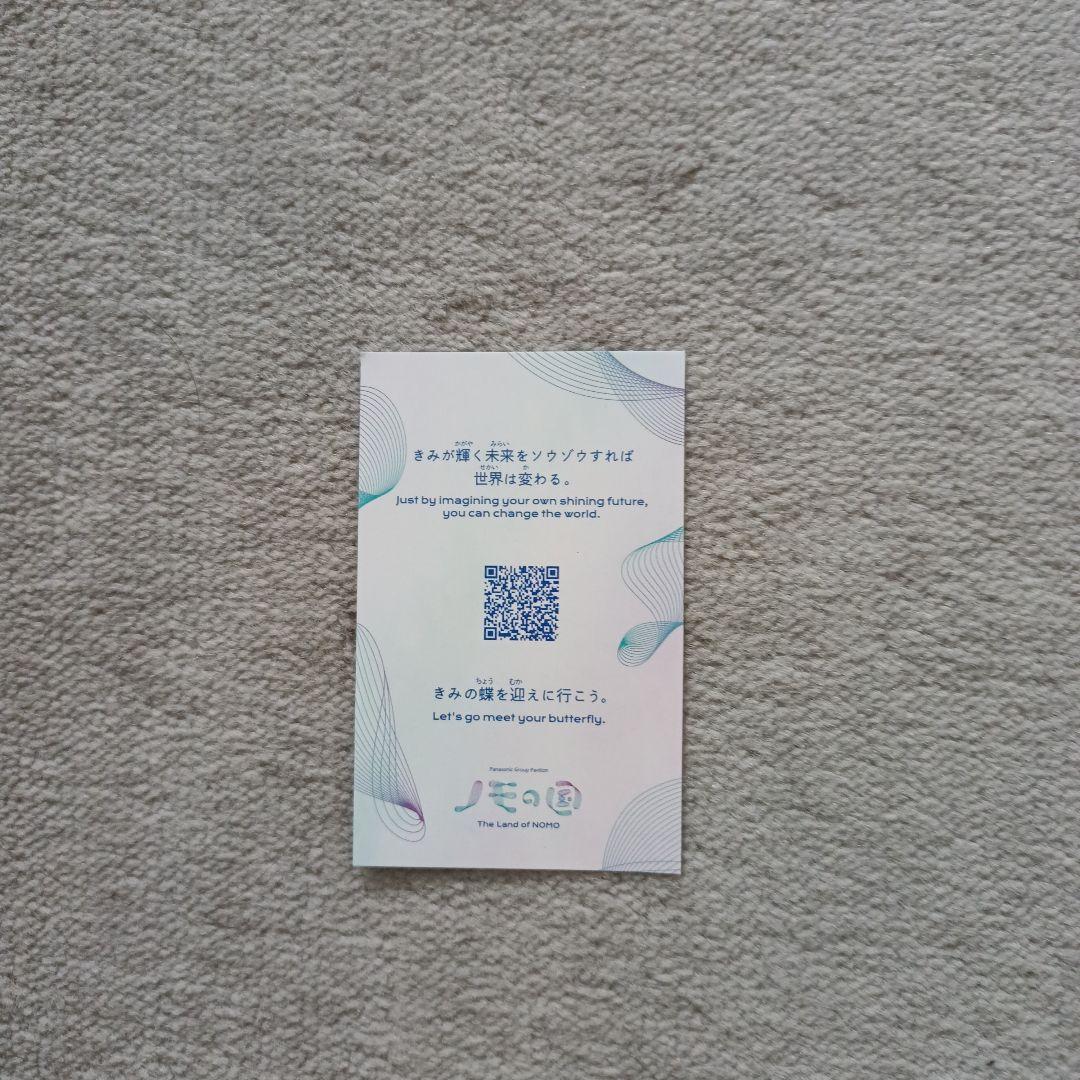 きみが輝く未来をソウゾウすれば
かがや みらい
世界は変わる。
せかい か
Just by imagining your own shining future,
you can change the world.
きみの蝶を迎えに行こう。
ちょう むか
Let's go meet your butterfly.
Panasonic Group Pavilion
ノモの国
The Land of NOMO